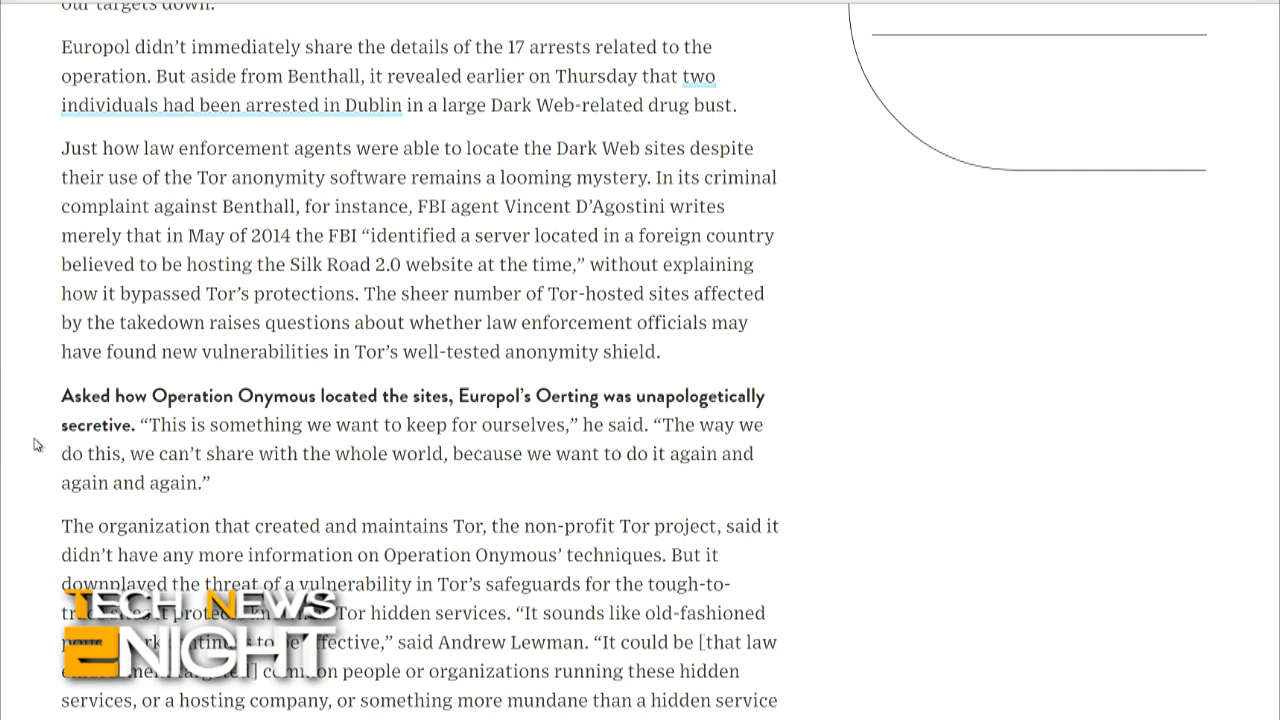 our targets down.
Europol didn’t immediately share the details of the 17 arrests related to the
operation. But aside from Benthall, it revealed earlier on Thursday that two
individuals had been arrested in Dublin in a large Dark Web-related drug bust.
Just how law enforcement agents were able to locate the Dark Web sites despite
their use of the Tor anonymity software remains a looming mystery. In its criminal
complaint against Benthall, for instance, FBI agent Vincent D’Agostini writes
merely that in May of 2014 the FBI “identified a server located in a foreign country
believed to be hosting the Silk Road 2.0 website at the time,” without explaining
how it bypassed Tor’s protections. The sheer number of Tor-hosted sites affected
by the takedown raises questions about whether law enforcement officials may
have found new vulnerabilities in Tor’s well-tested anonymity shield.
Asked how Operation Onymous located the sites, Europol’s Oerting was unapologetically
secretive. “This is something we want to keep for ourselves,” he said. “The way we
do this, we can’t share with the whole world, because we want to do it again and
again and again.”
The organization that created and maintains Tor, the non-profit Tor project, said it
didn’t have any more information on Operation Onymous’ techniques. But it
downplayed the threat of a vulnerability in Tor’s safeguards for the tough-to-
Tor hidden services. “It sounds like old-fashioned
to be effective,” said Andrew Lewman. “It could be [that law
common people or organizations running these hidden
services, or a hosting company, or something more mundane than a hidden service
TECH NEWS
2NIGHT